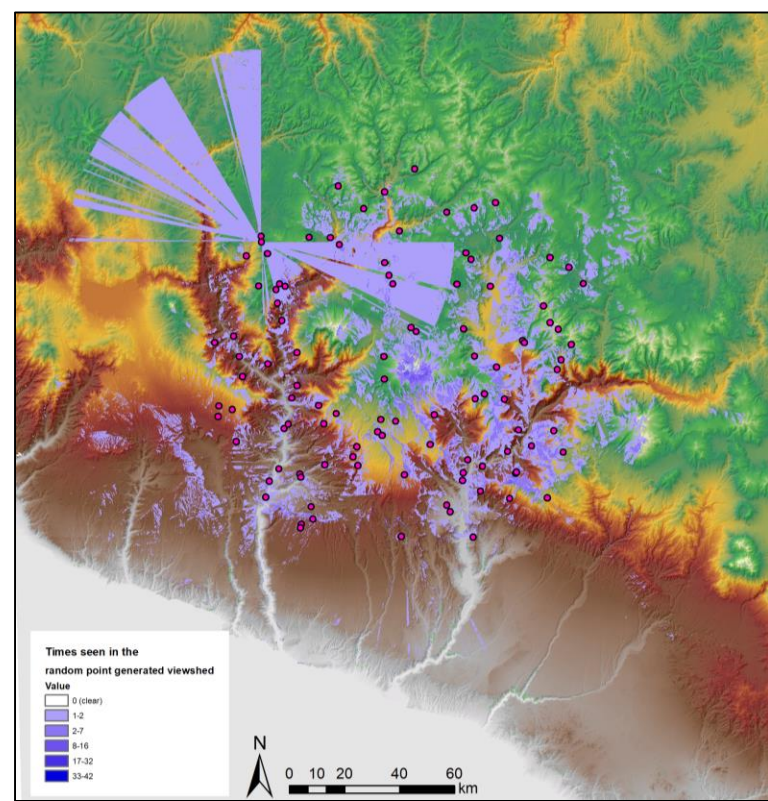 Times seen in the
random point generated viewshed
Value
0 (clear)
1-2
2-7
8-16
17-32
33-42
N
0 10 20 40 60
km